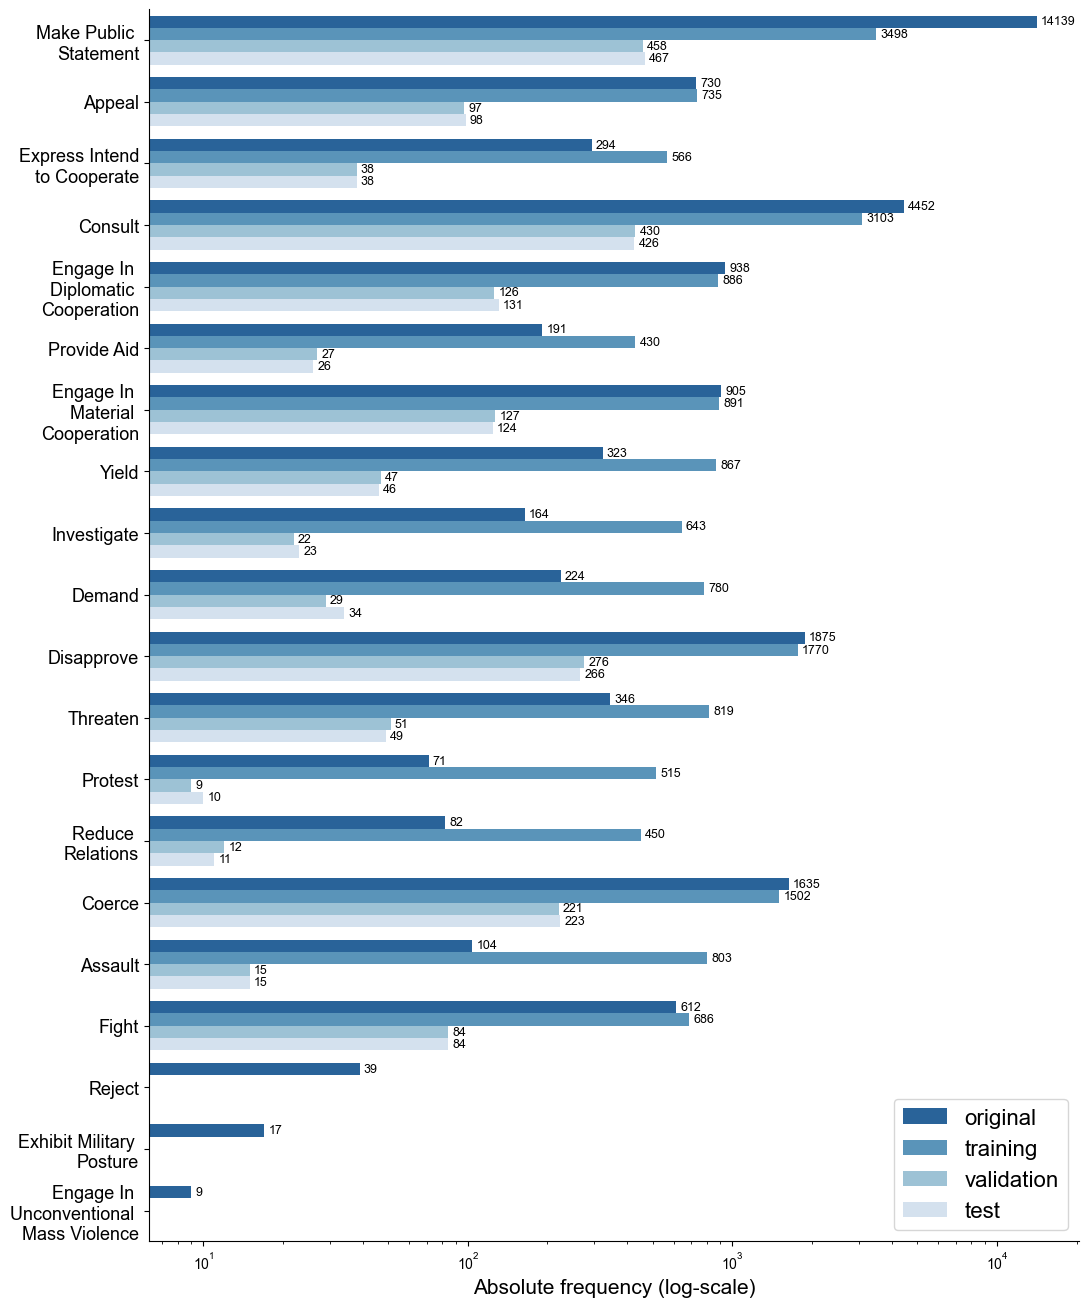 Make Public
Statement
14139
3498
458
467
Appeal
730
735
97
98
Express Intend
to Cooperate
294
566
38
38
Consult
4452
3103
430
426
Engage In
Diplomatic
Cooperation
938
886
126
131
Provide Aid
191
430
27
26
Engage In
Material
Cooperation
905
891
127
124
Yield
323
867
47
46
Investigate
164
643
22
23
Demand
224
780
29
34
Disapprove
1875
1770
276
266
Threaten
346
819
51
49
Protest
71
515
9
10
Reduce
Relations
82
450
12
11
Coerce
1635
1502
221
223
Assault
104
803
15
15
Fight
612
686
84
84
Reject
39
Exhibit Military
Posture
17
Engage In
Unconventional
Mass Violence
9
original
training
validation
test
10¹ 10² 10³ 10⁴
Absolute frequency (log-scale)